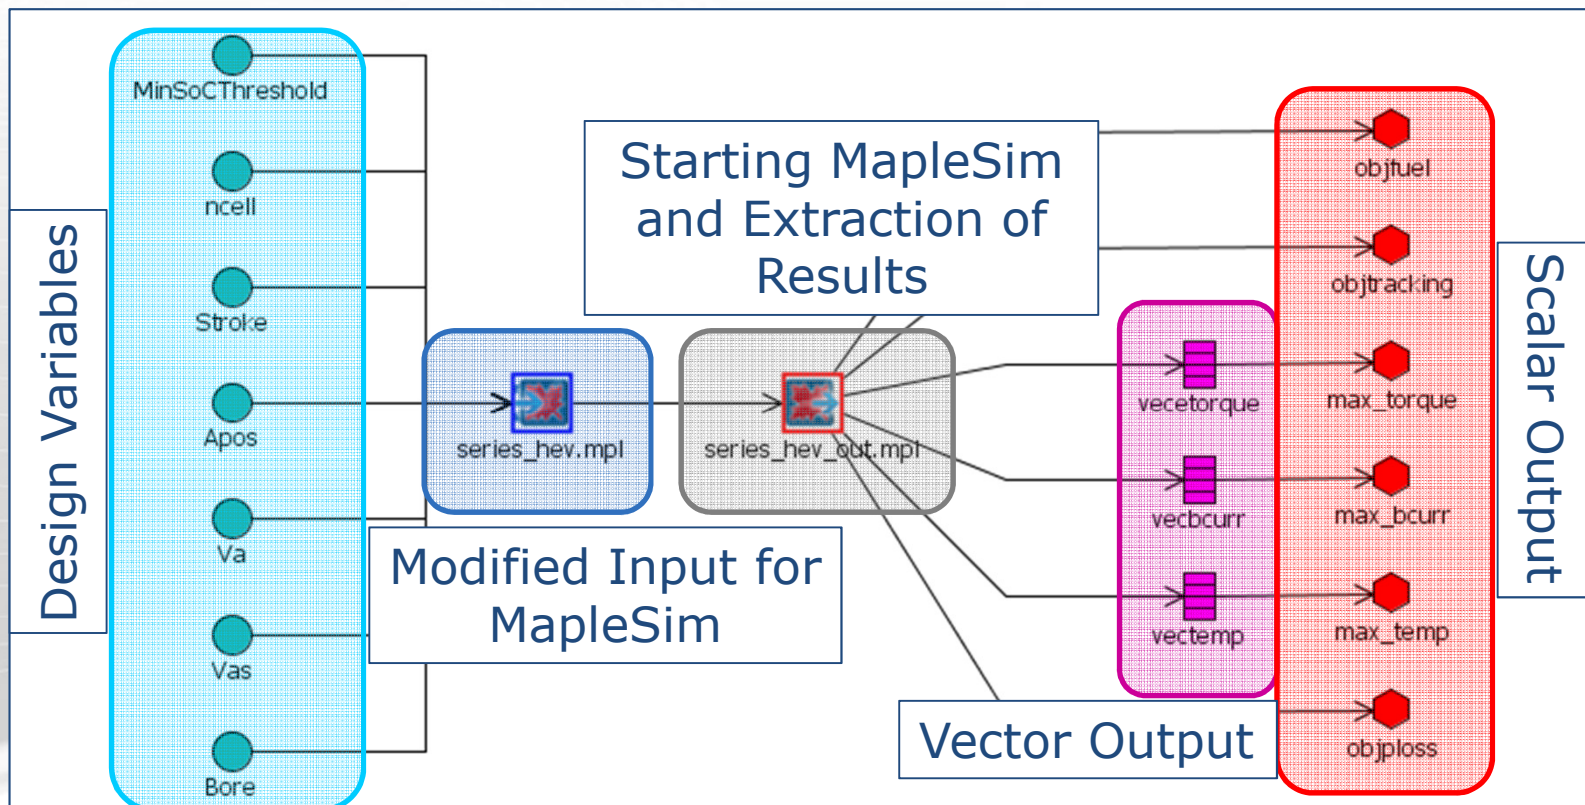 Design Variables
MinSoCThreshold
ncell
Stroke
Apos
Va
Vas
Bore
series_hev.mpl
Modified Input for
MapleSim
Starting MapleSim
and Extraction of
Results
series_hev_out.mpl
vecetorque
vecbcurr
vectemp
Vector Output
objfuel
objtracking
max_torque
max_bcurr
max_temp
objploss
Scalar Output